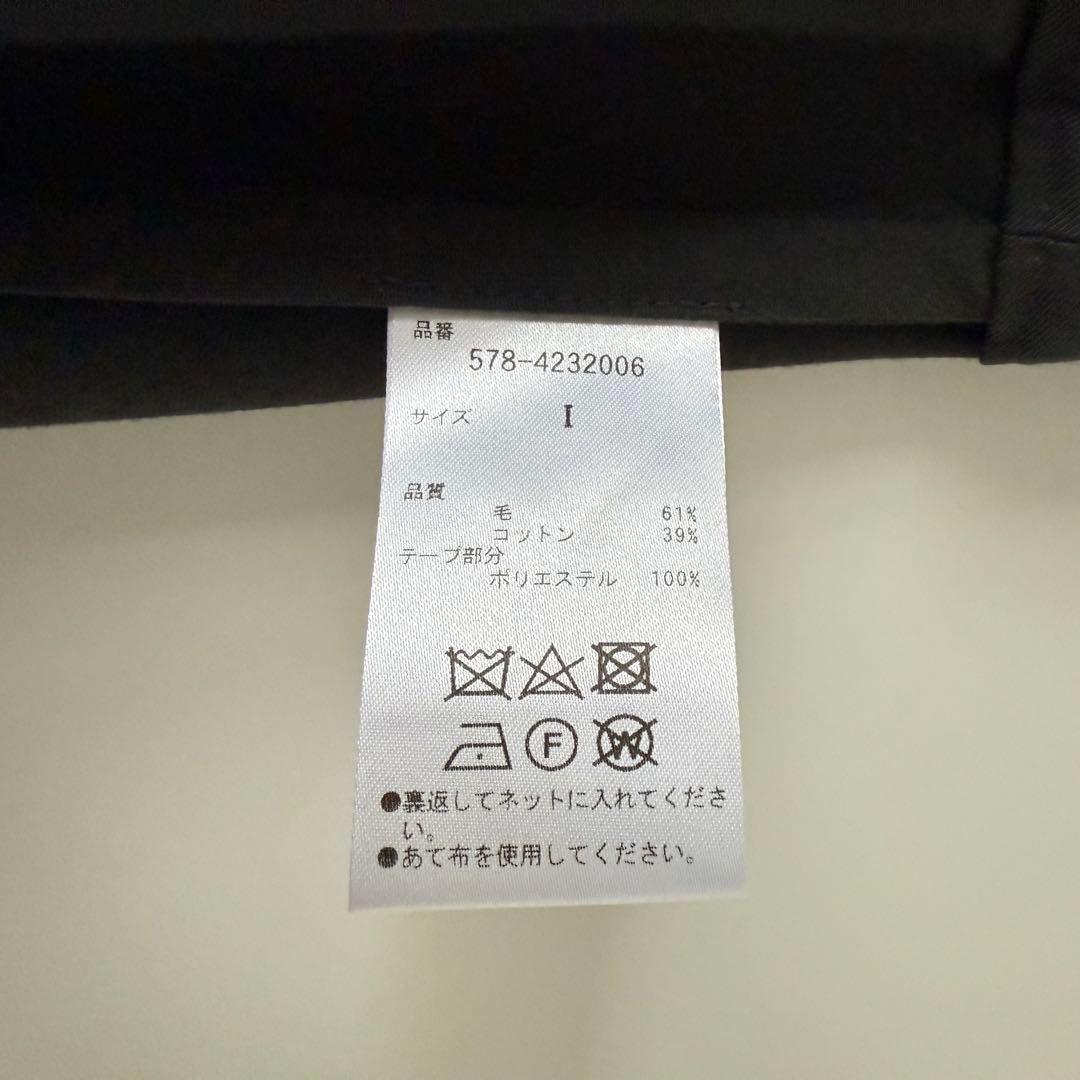 品番
578-4232006
サイズ I
品質
毛 61%
コットン 39%
テープ部分
ポリエステル 100%
F W
●裏返してネットに入れてくださ
い。
●あて布を使用してください。